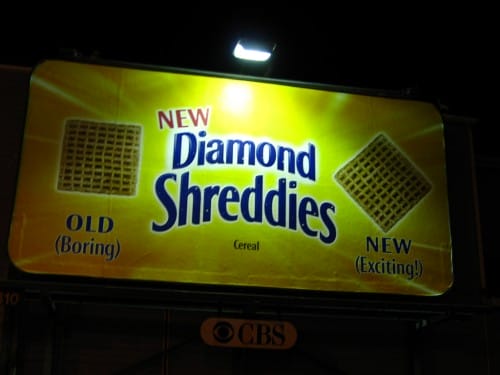 NEW
Diamond
Shreddies
Cereal
OLD
(Boring)
NEW
(Exciting!)
CBS